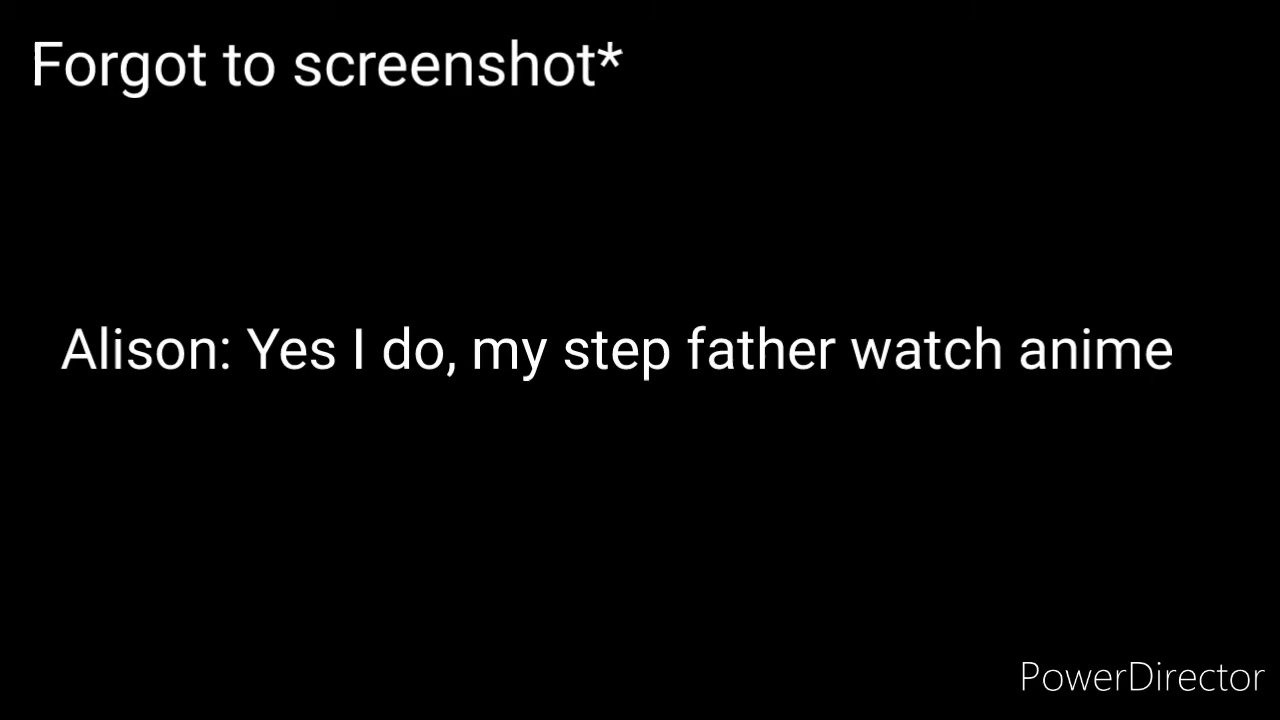 Forgot to screenshot*
Alison: Yes I do, my step father watch anime
PowerDirector